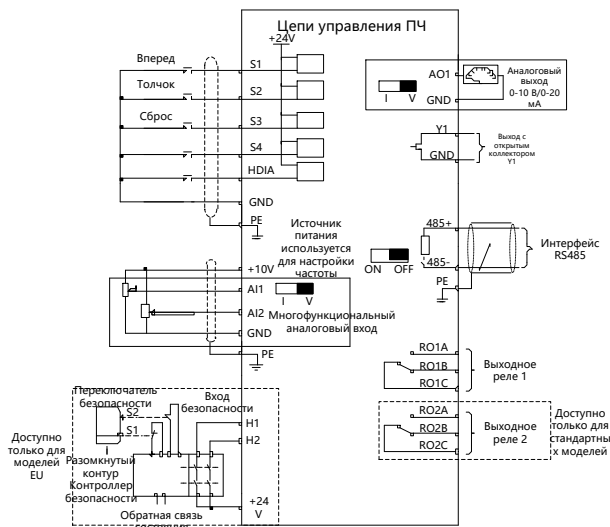 Цепи управления ПЧ
+24V
Вперед
S1
Толчок
S2
Сброс
S3
S4
HDIA
GND
PE
Источник
питания
используется
для настройки
частоты
+10V
AI1
I V
AI2
Многофункциональный
аналоговый вход
GND
PE
Переключатель
безопасности
S2
S1
Вход
безопасности
H1
H2
Доступно
только для
моделей
EU
Разомкнутый
контур
Контроллер
безопасности
+24
V
Обратная связь
AO1
I V
GND
Аналоговый
выход
0-10 В/0-20
мА
Y1
GND
Выход с
открытым
коллектором
Y1
485+
485-
ON OFF
PE
Интерфейс
RS485
RO1A
RO1B
RO1C
Выходное
реле 1
RO2A
RO2B
RO2C
Выходное
реле 2
Доступно
только для
стандартны
х моделей